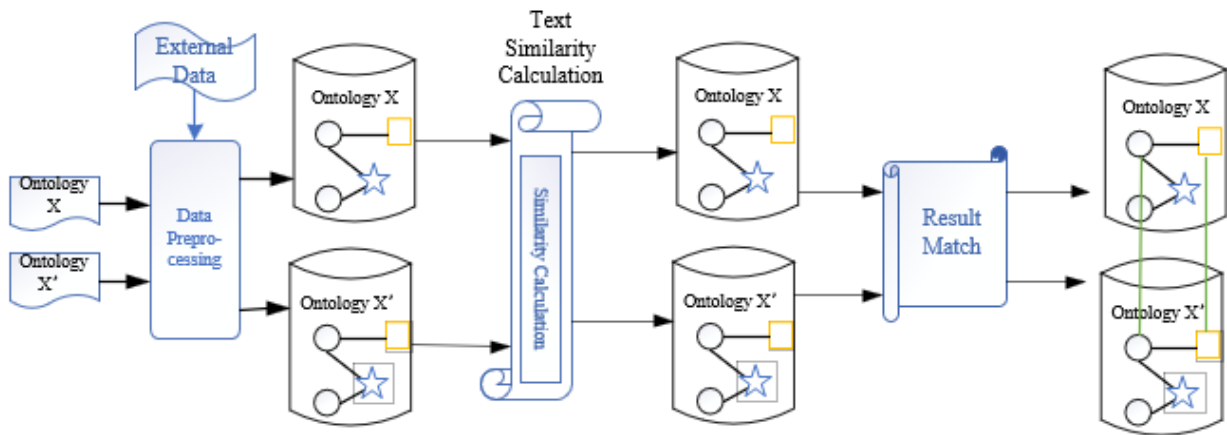 External
Data
Ontology
X
Ontology
X'
Data
Prepro-
cessing
Ontology X
Ontology X'
Text
Similarity
Calculation
Similarity Calculation
Ontology X
Ontology X'
Result
Match
Ontology X
Ontology X'